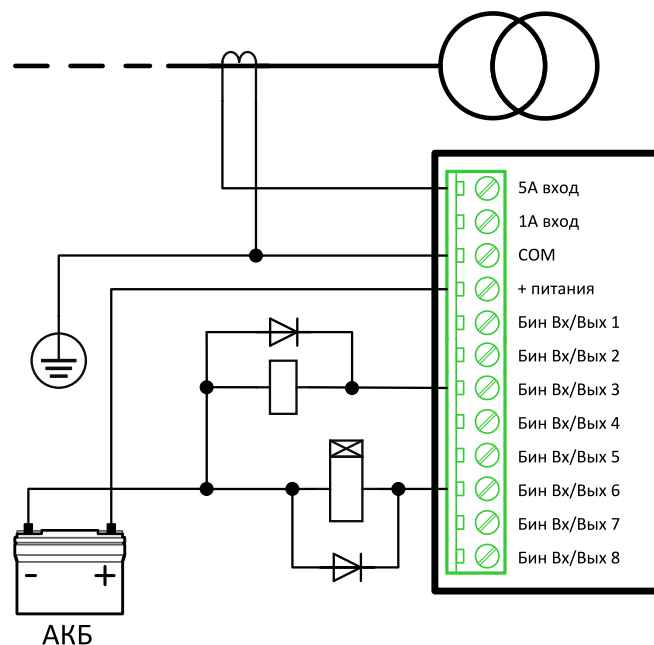 5А вход
1А вход
COM
+ питания
Бин Вх/Вых 1
Бин Вх/Вых 2
Бин Вх/Вых 3
Бин Вх/Вых 4
Бин Вх/Вых 5
Бин Вх/Вых 6
Бин Вх/Вых 7
Бин Вх/Вых 8
- +
АКБ